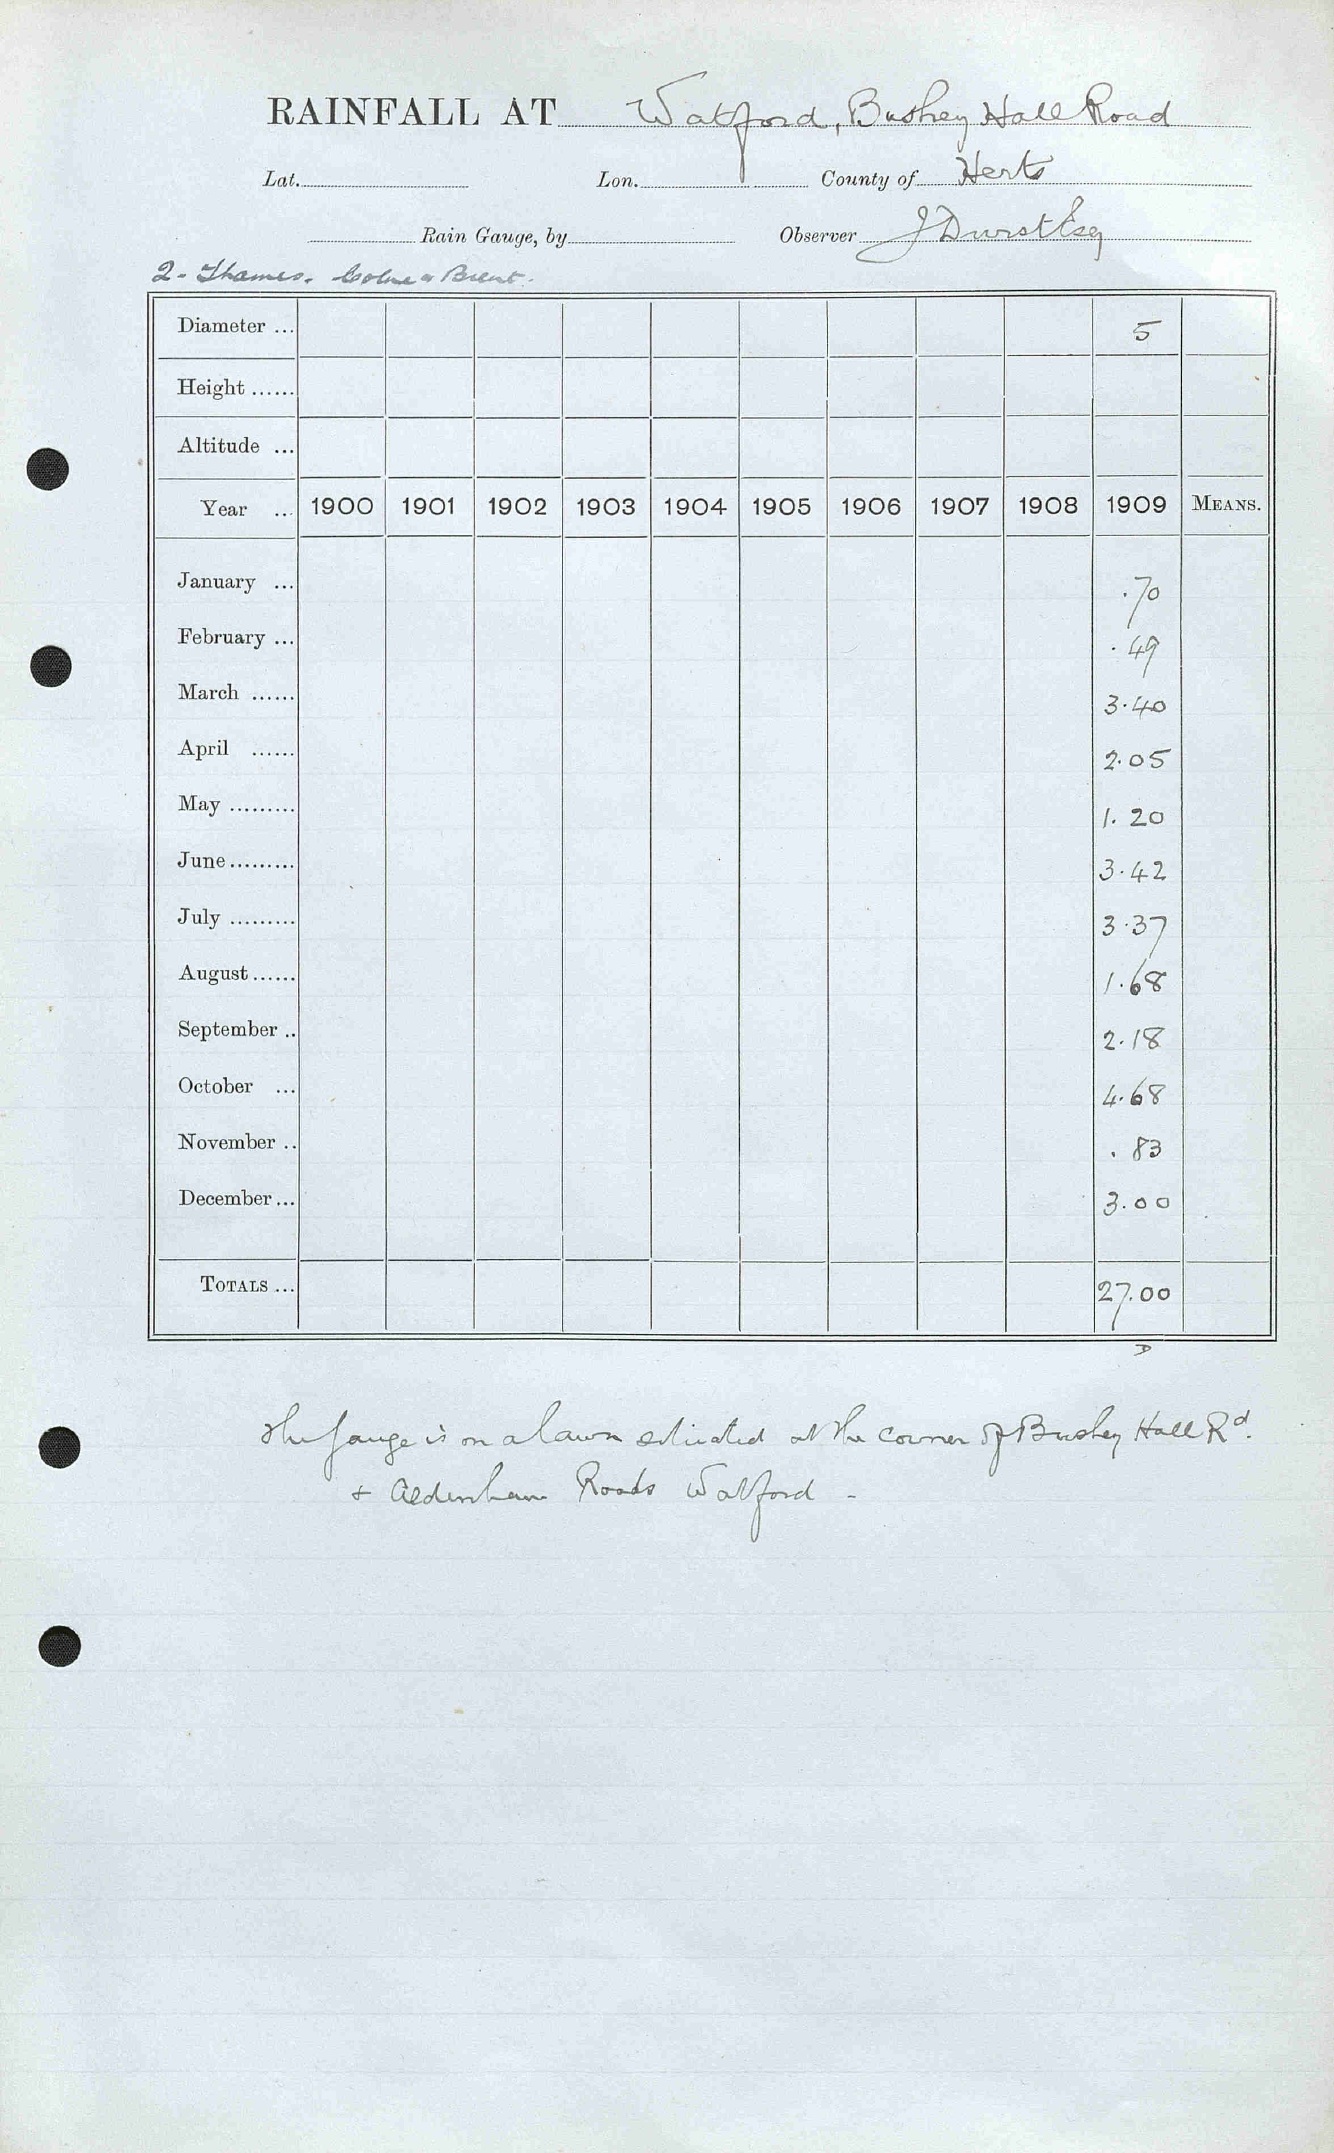 RAINFALL AT Watford, Bushey Hall Road
Lat. Lon. County of Herts
Rain Gauge, by Observer J Durst Esq
2 - Thames. Colne & Brent.
Diameter ... 5
Height ......
Altitude ...
Year ... 1900 1901 1902 1903 1904 1905 1906 1907 1908 1909 MEANS.
January ... .70
February ... .49
March ...... 3.40
April ...... 2.05
May ......... 1.20
June ......... 3.42
July ......... 3.37
August ...... 1.68
September .. 2.18
October ... 4.68
November .. .83
December ... 3.00
TOTALS ... 27.00
D
The gauge is on a lawn situated at the corner of Bushey Hall Rd.
& Aldenham Roads Watford -